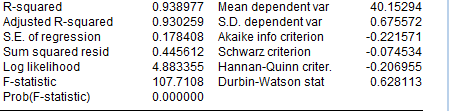 R-squared 0.938977 Mean dependent var 40.15294
Adjusted R-squared 0.930259 S.D. dependent var 0.675572
S.E. of regression 0.178408 Akaike info criterion -0.221571
Sum squared resid 0.445612 Schwarz criterion -0.074534
Log likelihood 4.883355 Hannan-Quinn criter. -0.206955
F-statistic 107.7108 Durbin-Watson stat 0.628113
Prob(F-statistic) 0.000000